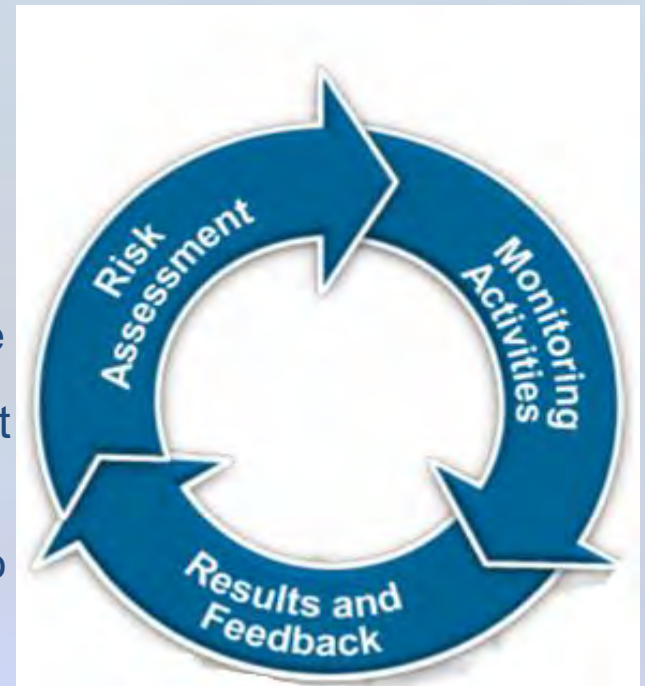 Risk
Assessment
Monitoring
Activities
Results and
Feedback